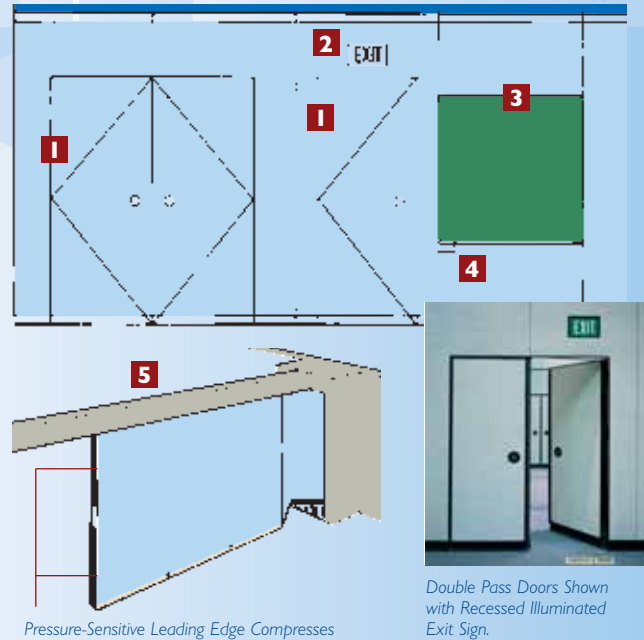 2
EXIT
1
1
3
4
EXIT
5
Pressure-Sensitive Leading Edge Compresses
Double Pass Doors Shown
with Recessed Illuminated
Exit Sign.